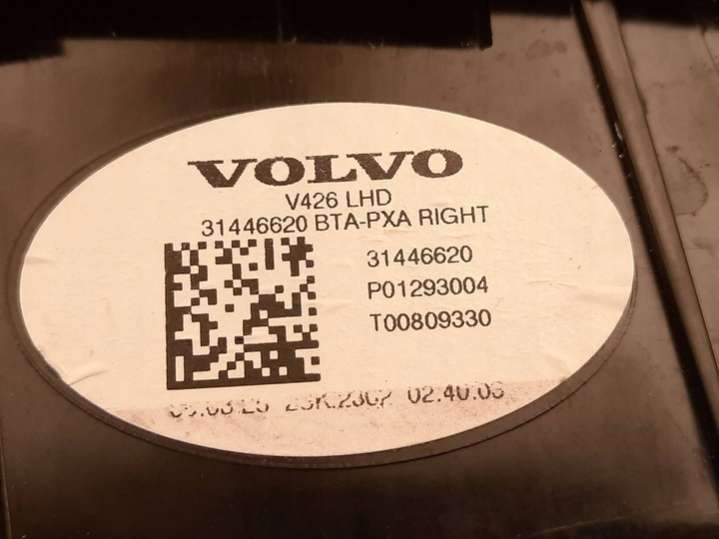 VOLVO
V426 LHD
31446620 BTA-PXA RIGHT
31446620
P01293004
T00809330